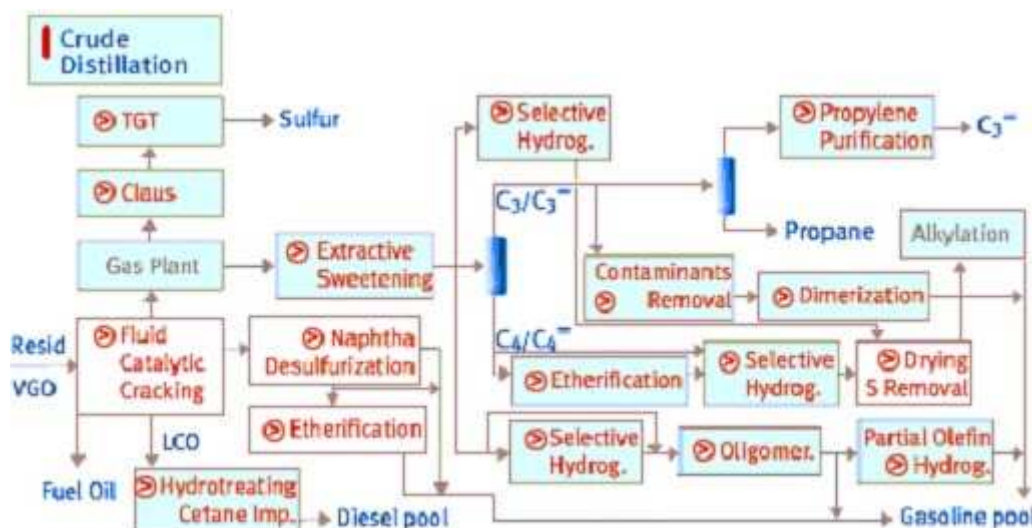 Crude
Distillation
TGT
Sulfur
Claus
Gas Plant
Extractive
Sweetening
Selective
Hydrog.
Propylene
Purification
C₃⁼
C₃/C₃⁼
Propane
Alkylation
Contaminants
Removal
Dimerization
Resid
VGO
Fluid
Catalytic
Cracking
Naphtha
Desulfurization
C₄/C₄⁼
Etherification
Selective
Hydrog.
Drying
S Removal
Etherification
LCO
Selective
Hydrog.
Oligomer.
Partial Olefin
Hydrog.
Fuel Oil
Hydrotreating
Cetane Imp.
Diesel pool
Gasoline pool